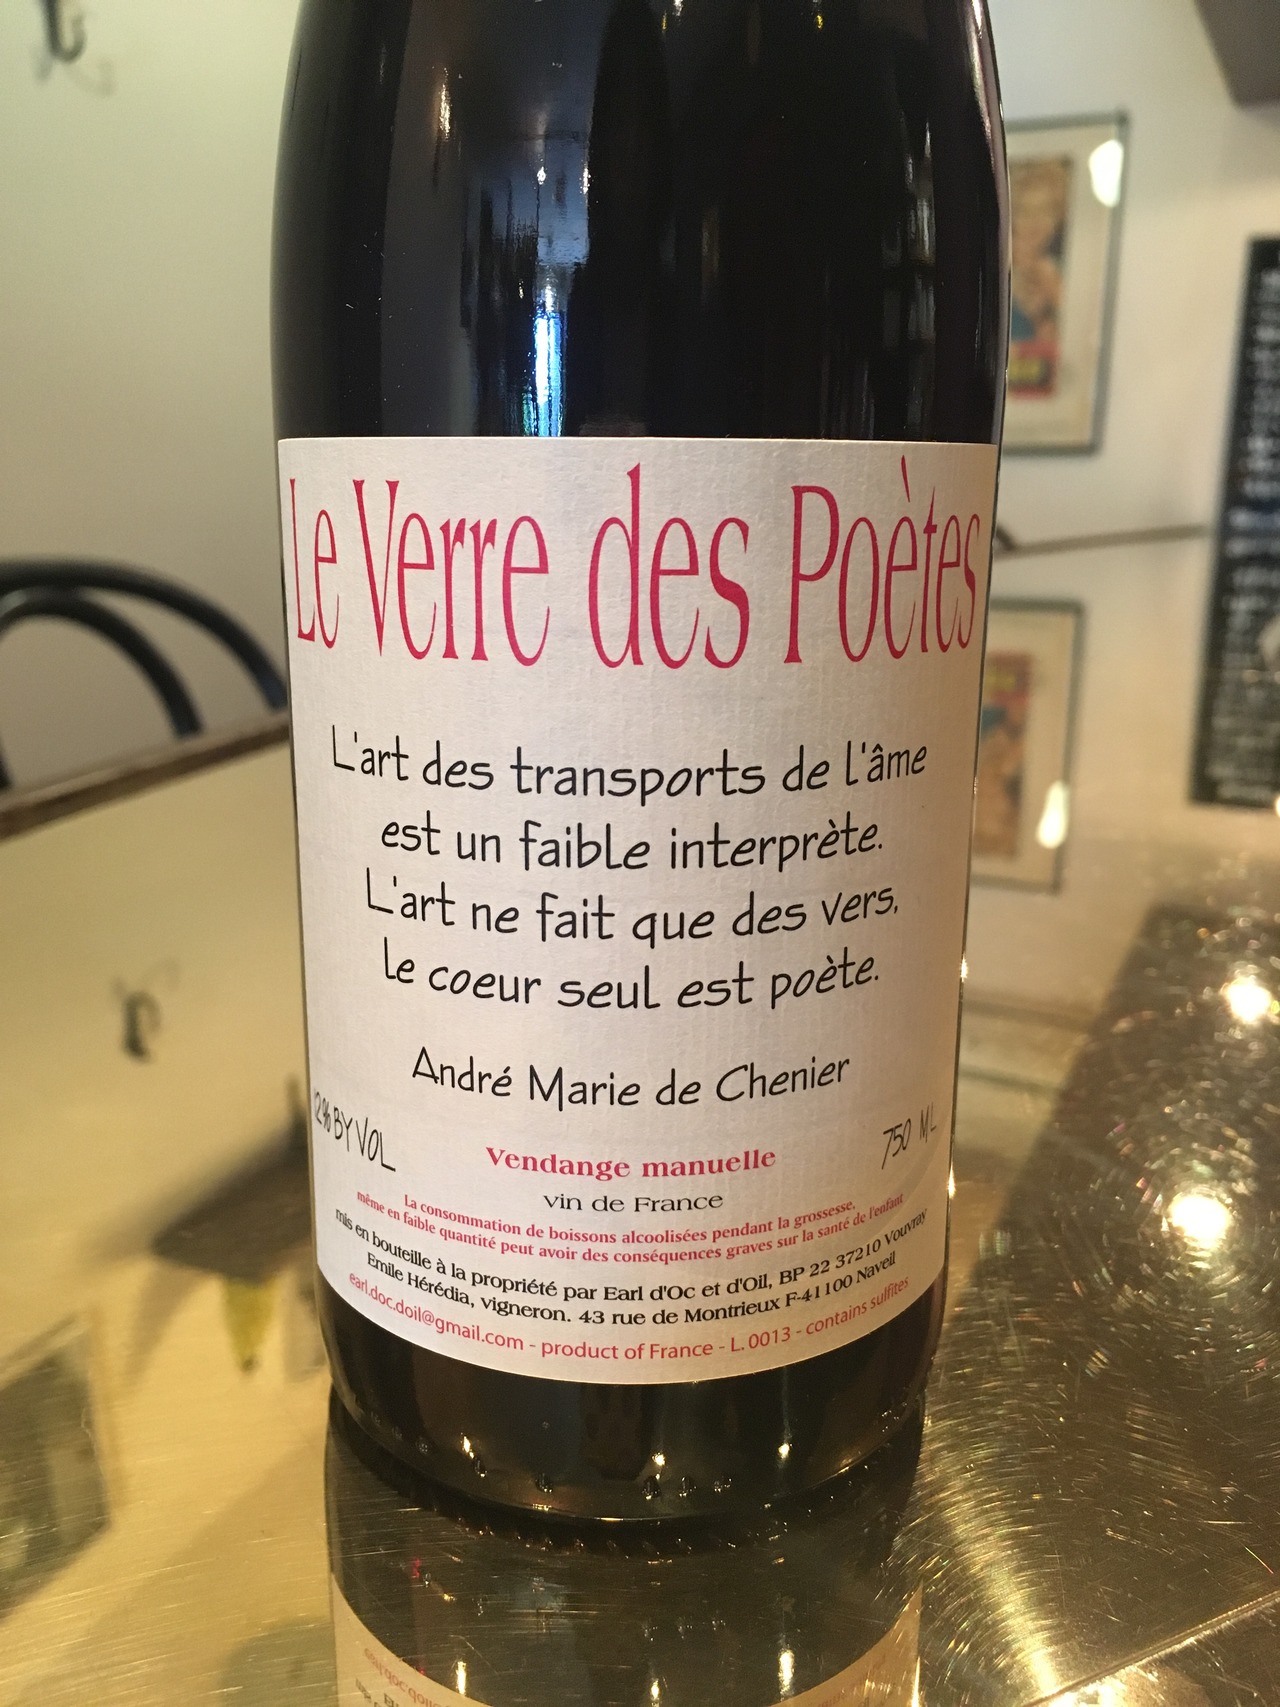 Le Verre des Poètes
L'art des transports de l'âme
est un faible interprète.
L'art ne fait que des vers,
le coeur seul est poète.
André Marie de Chenier
12% BY VOL
750 ML
Vendange manuelle
vin de France
La consommation de boissons alcoolisées pendant la grossesse,
même en faible quantité peut avoir des conséquences graves sur la santé de l'enfant
mis en bouteille à la propriété par Earl d'Oc et d'Oil, BP 22 37210 Vouvray
Emile Hérédia, vigneron. 43 rue de Montrieux F-41100 Naveil
earl.doc.doil@gmail.com - product of France - L. 0013 - contains sulfites